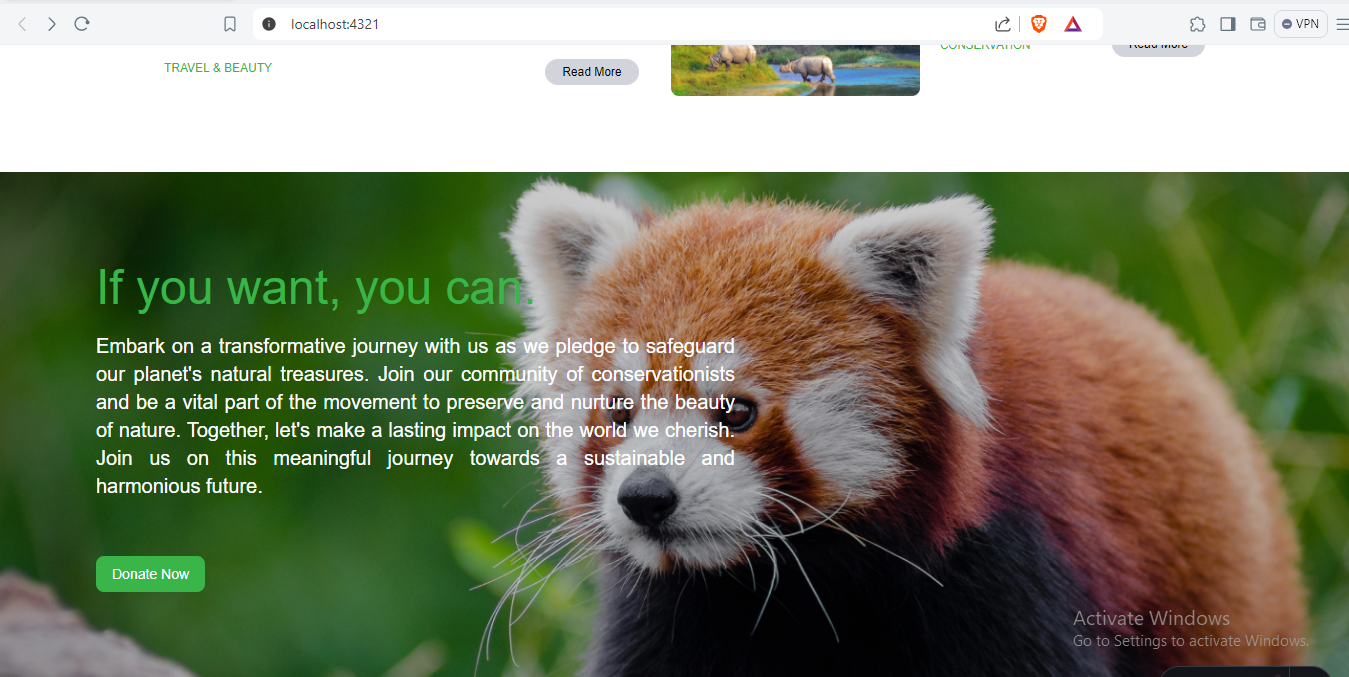 localhost:4321
VPN
CONSERVATION
Read More
TRAVEL & BEAUTY
Read More
If you want, you can.
Embark on a transformative journey with us as we pledge to safeguard
our planet's natural treasures. Join our community of conservationists
and be a vital part of the movement to preserve and nurture the beauty
of nature. Together, let's make a lasting impact on the world we cherish.
Join us on this meaningful journey towards a sustainable and
harmonious future.
Donate Now
Activate Windows
Go to Settings to activate Windows.